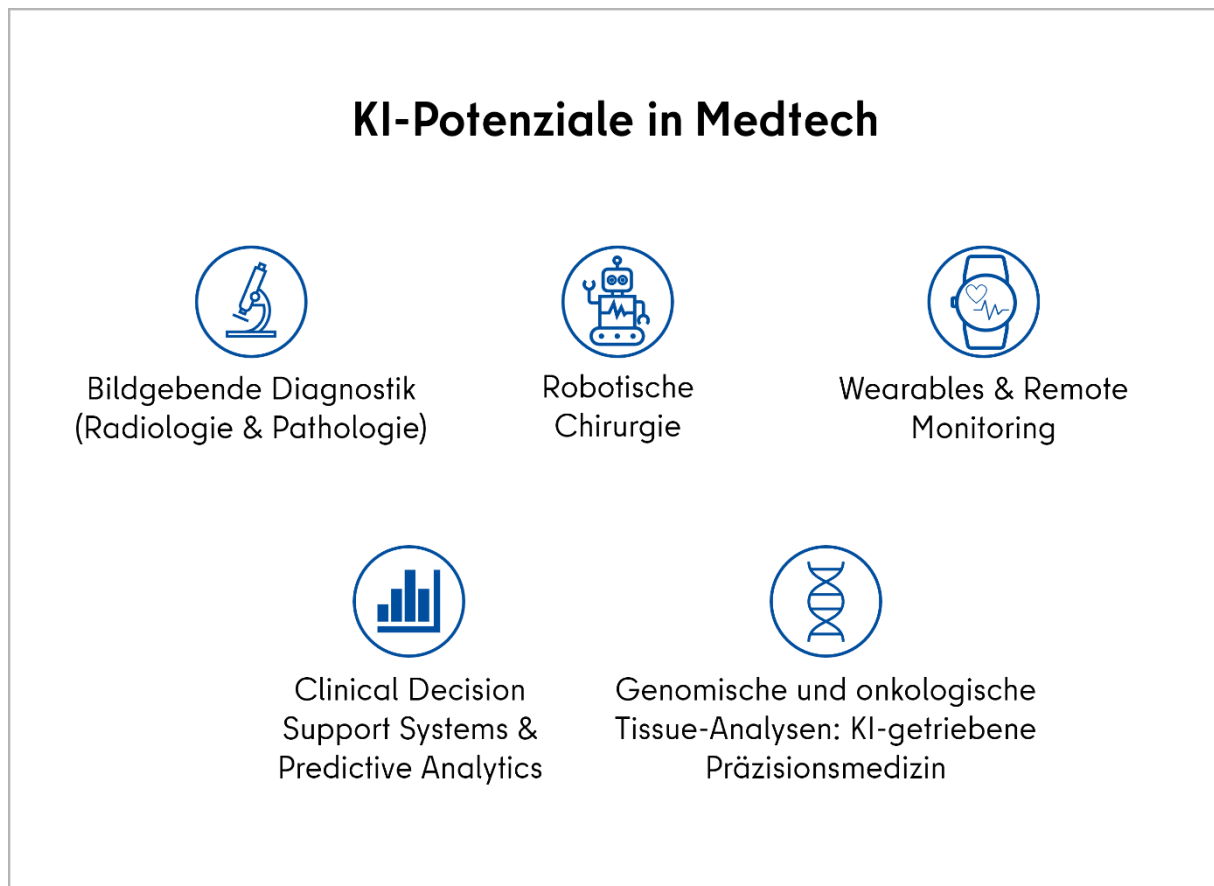 KI-Potenziale in Medtech
Bildgebende Diagnostik
(Radiologie & Pathologie)
Robotische
Chirurgie
Wearables & Remote
Monitoring
Clinical Decision
Support Systems &
Predictive Analytics
Genomische und onkologische
Tissue-Analysen: KI-getriebene
Präzisionsmedizin